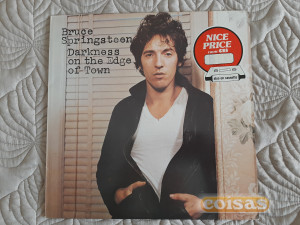 Bruce
Springsteen
Darkness
on the Edge
of Town
NICE
PRICE
coisas